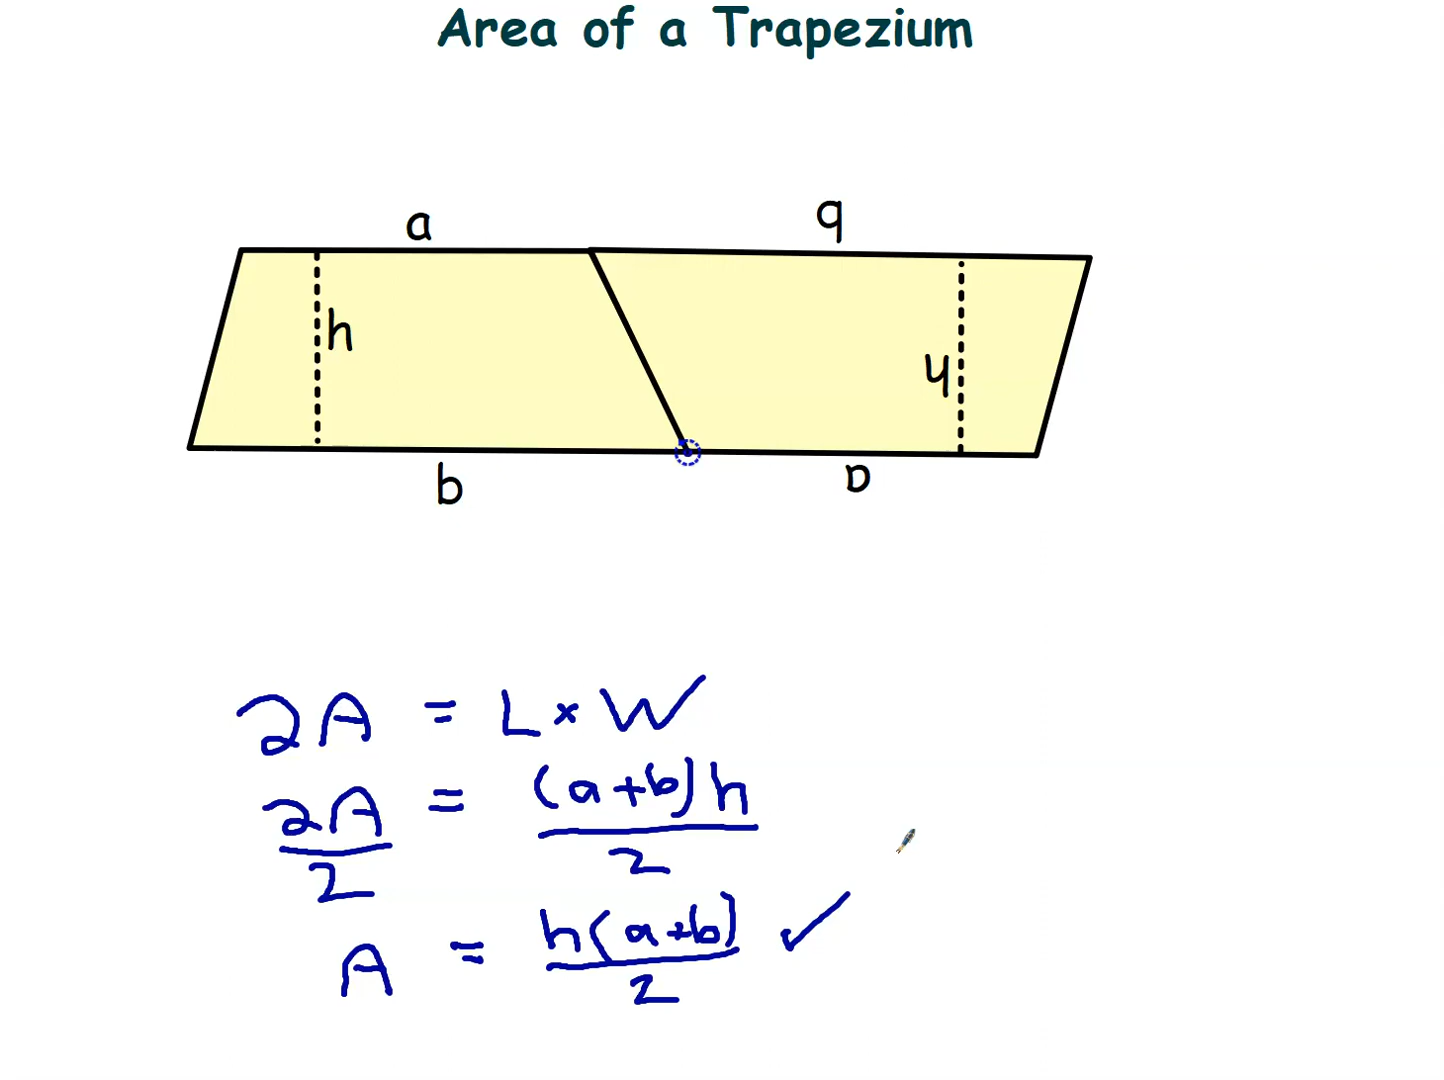 Area of a Trapezium
a
b
h
h
b
a
2A = L × W
2A/2 = (a+b)h/2
A = h(a+b)/2 ✓